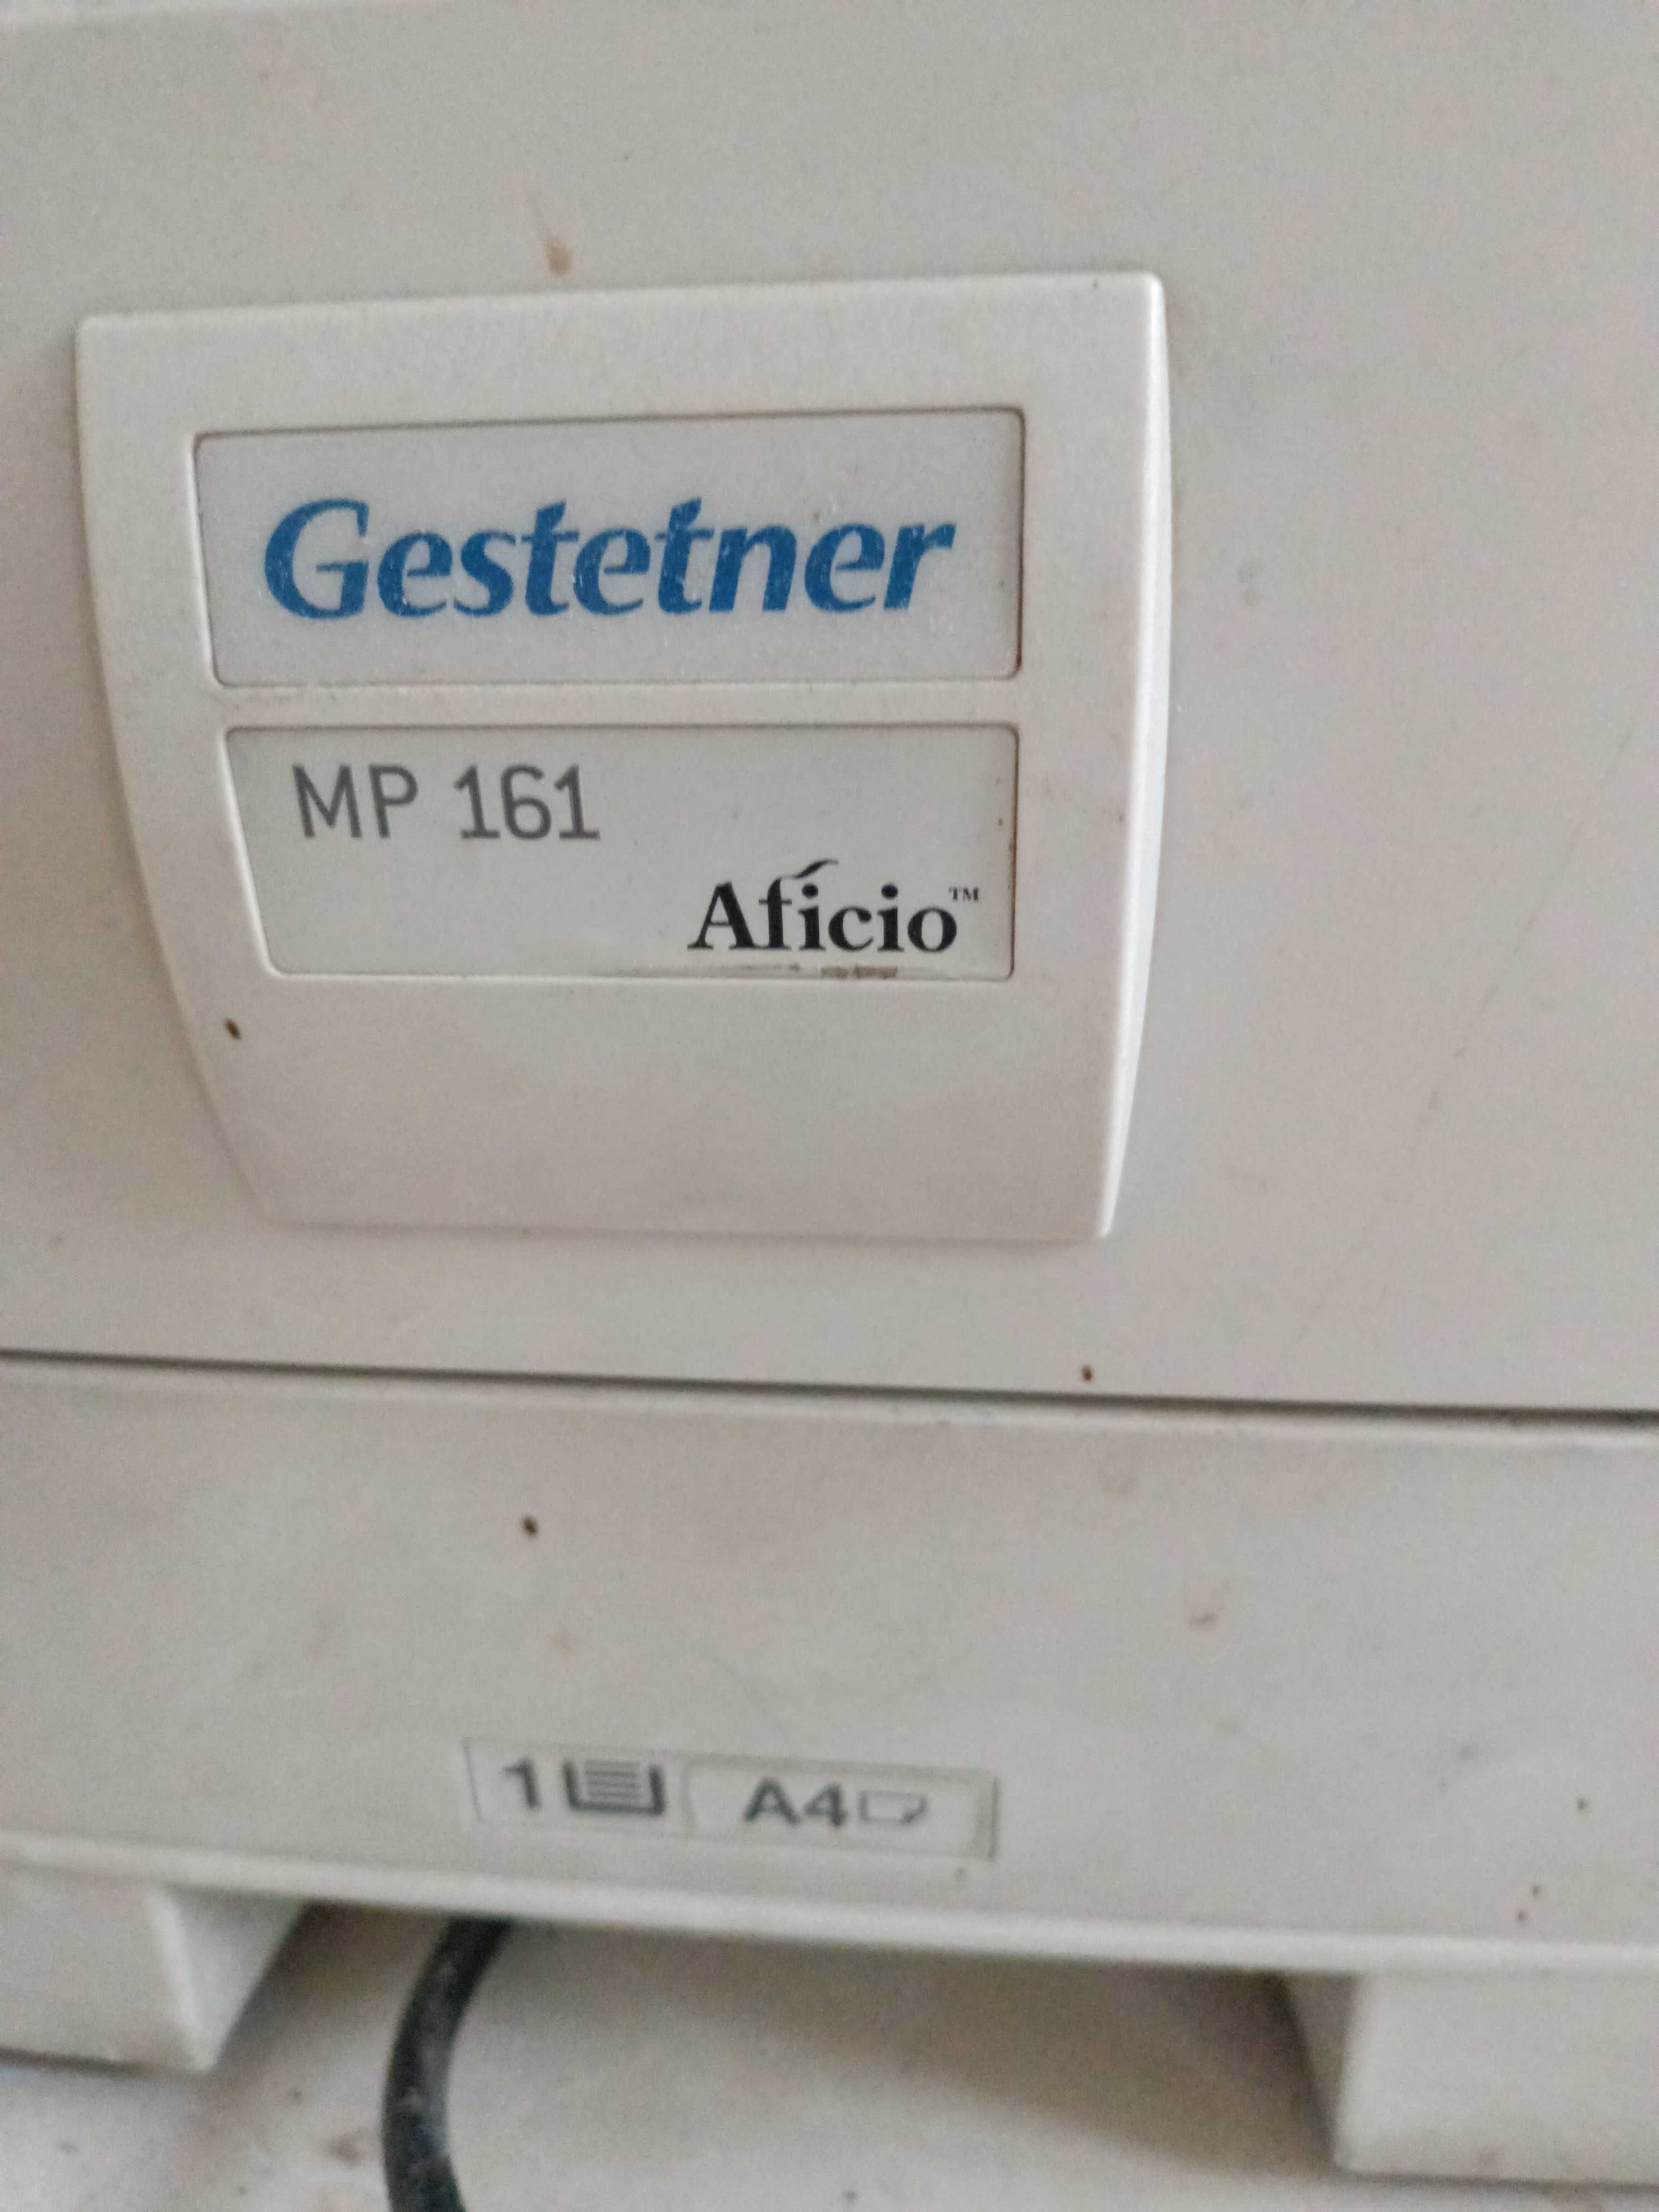 Gestetner
MP 161
Aficio™
1 A4